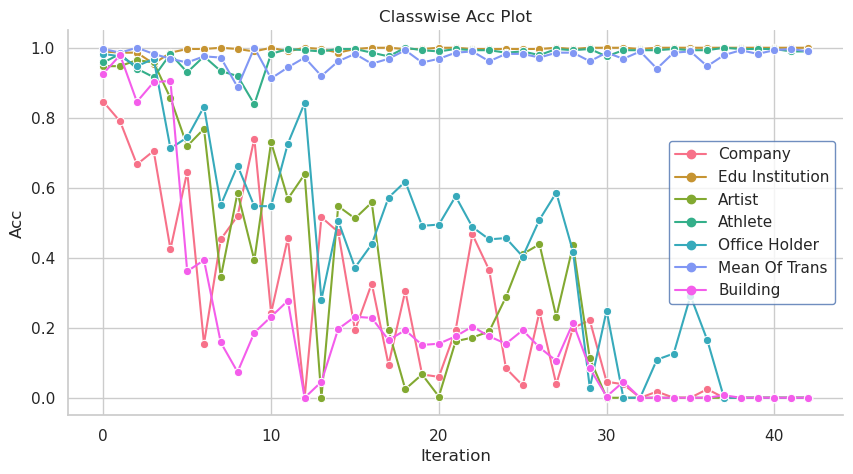 Classwise Acc Plot
1.0
0.8
0.6
0.4
0.2
0.0
Acc
Company
Edu Institution
Artist
Athlete
Office Holder
Mean Of Trans
Building
0 10 20 30 40
Iteration